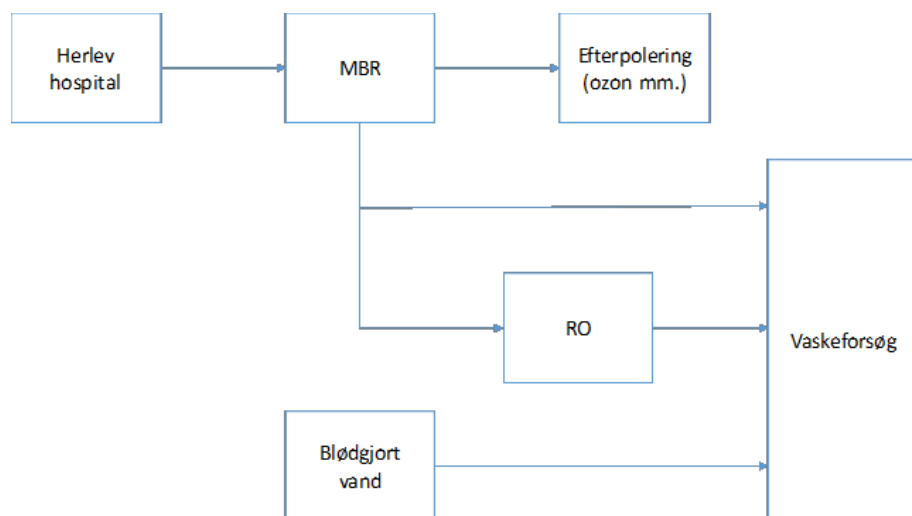 Herlev
hospital
MBR
Efterpolering
(ozon mm.)
RO
Vaskeforsøg
Blødgjort
vand